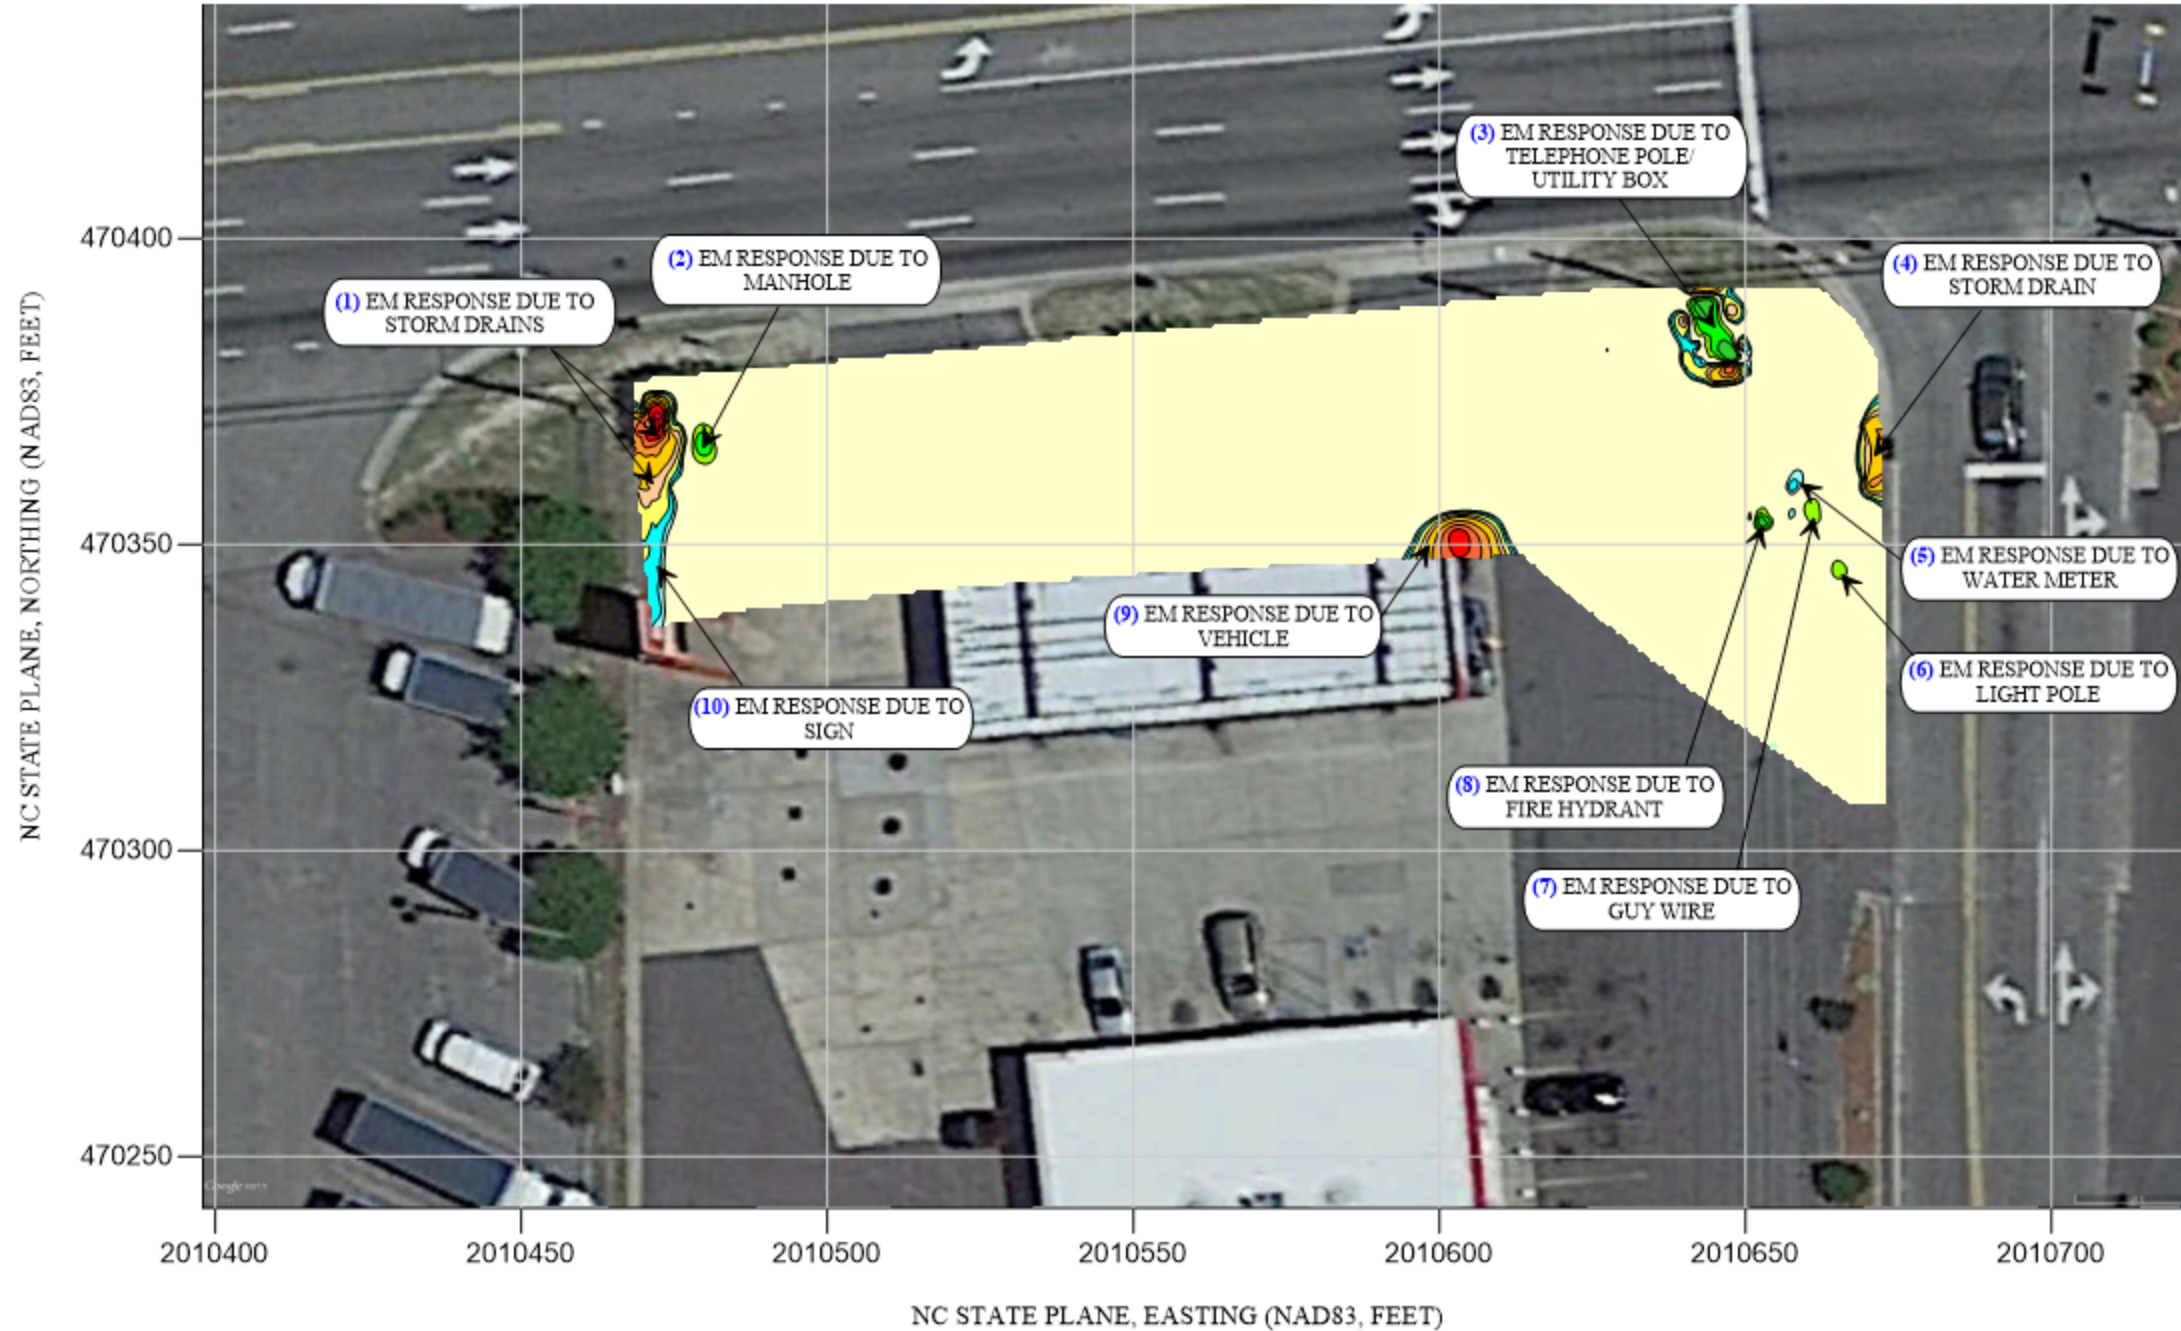 (3) EM RESPONSE DUE TO
TELEPHONE POLE/
UTILITY BOX
(2) EM RESPONSE DUE TO
MANHOLE
(4) EM RESPONSE DUE TO
STORM DRAIN
(1) EM RESPONSE DUE TO
STORM DRAINS
(5) EM RESPONSE DUE TO
WATER METER
(9) EM RESPONSE DUE TO
VEHICLE
(6) EM RESPONSE DUE TO
LIGHT POLE
(10) EM RESPONSE DUE TO
SIGN
(8) EM RESPONSE DUE TO
FIRE HYDRANT
(7) EM RESPONSE DUE TO
GUY WIRE
470400
470350
470300
470250
NC STATE PLANE, NORTHING (NAD83, FEET)
Google
2010400 2010450 2010500 2010550 2010600 2010650 2010700
NC STATE PLANE, EASTING (NAD83, FEET)